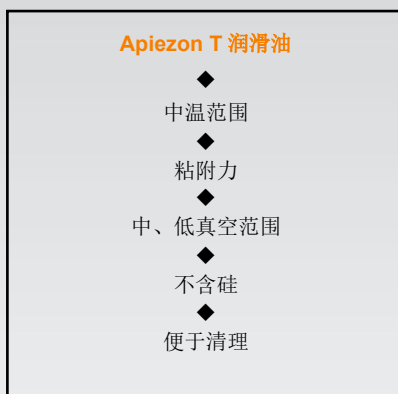 Apiezon T 润滑油
◆
中温范围
◆
粘附力
◆
中、低真空范围
◆
不含硅
◆
便于清理